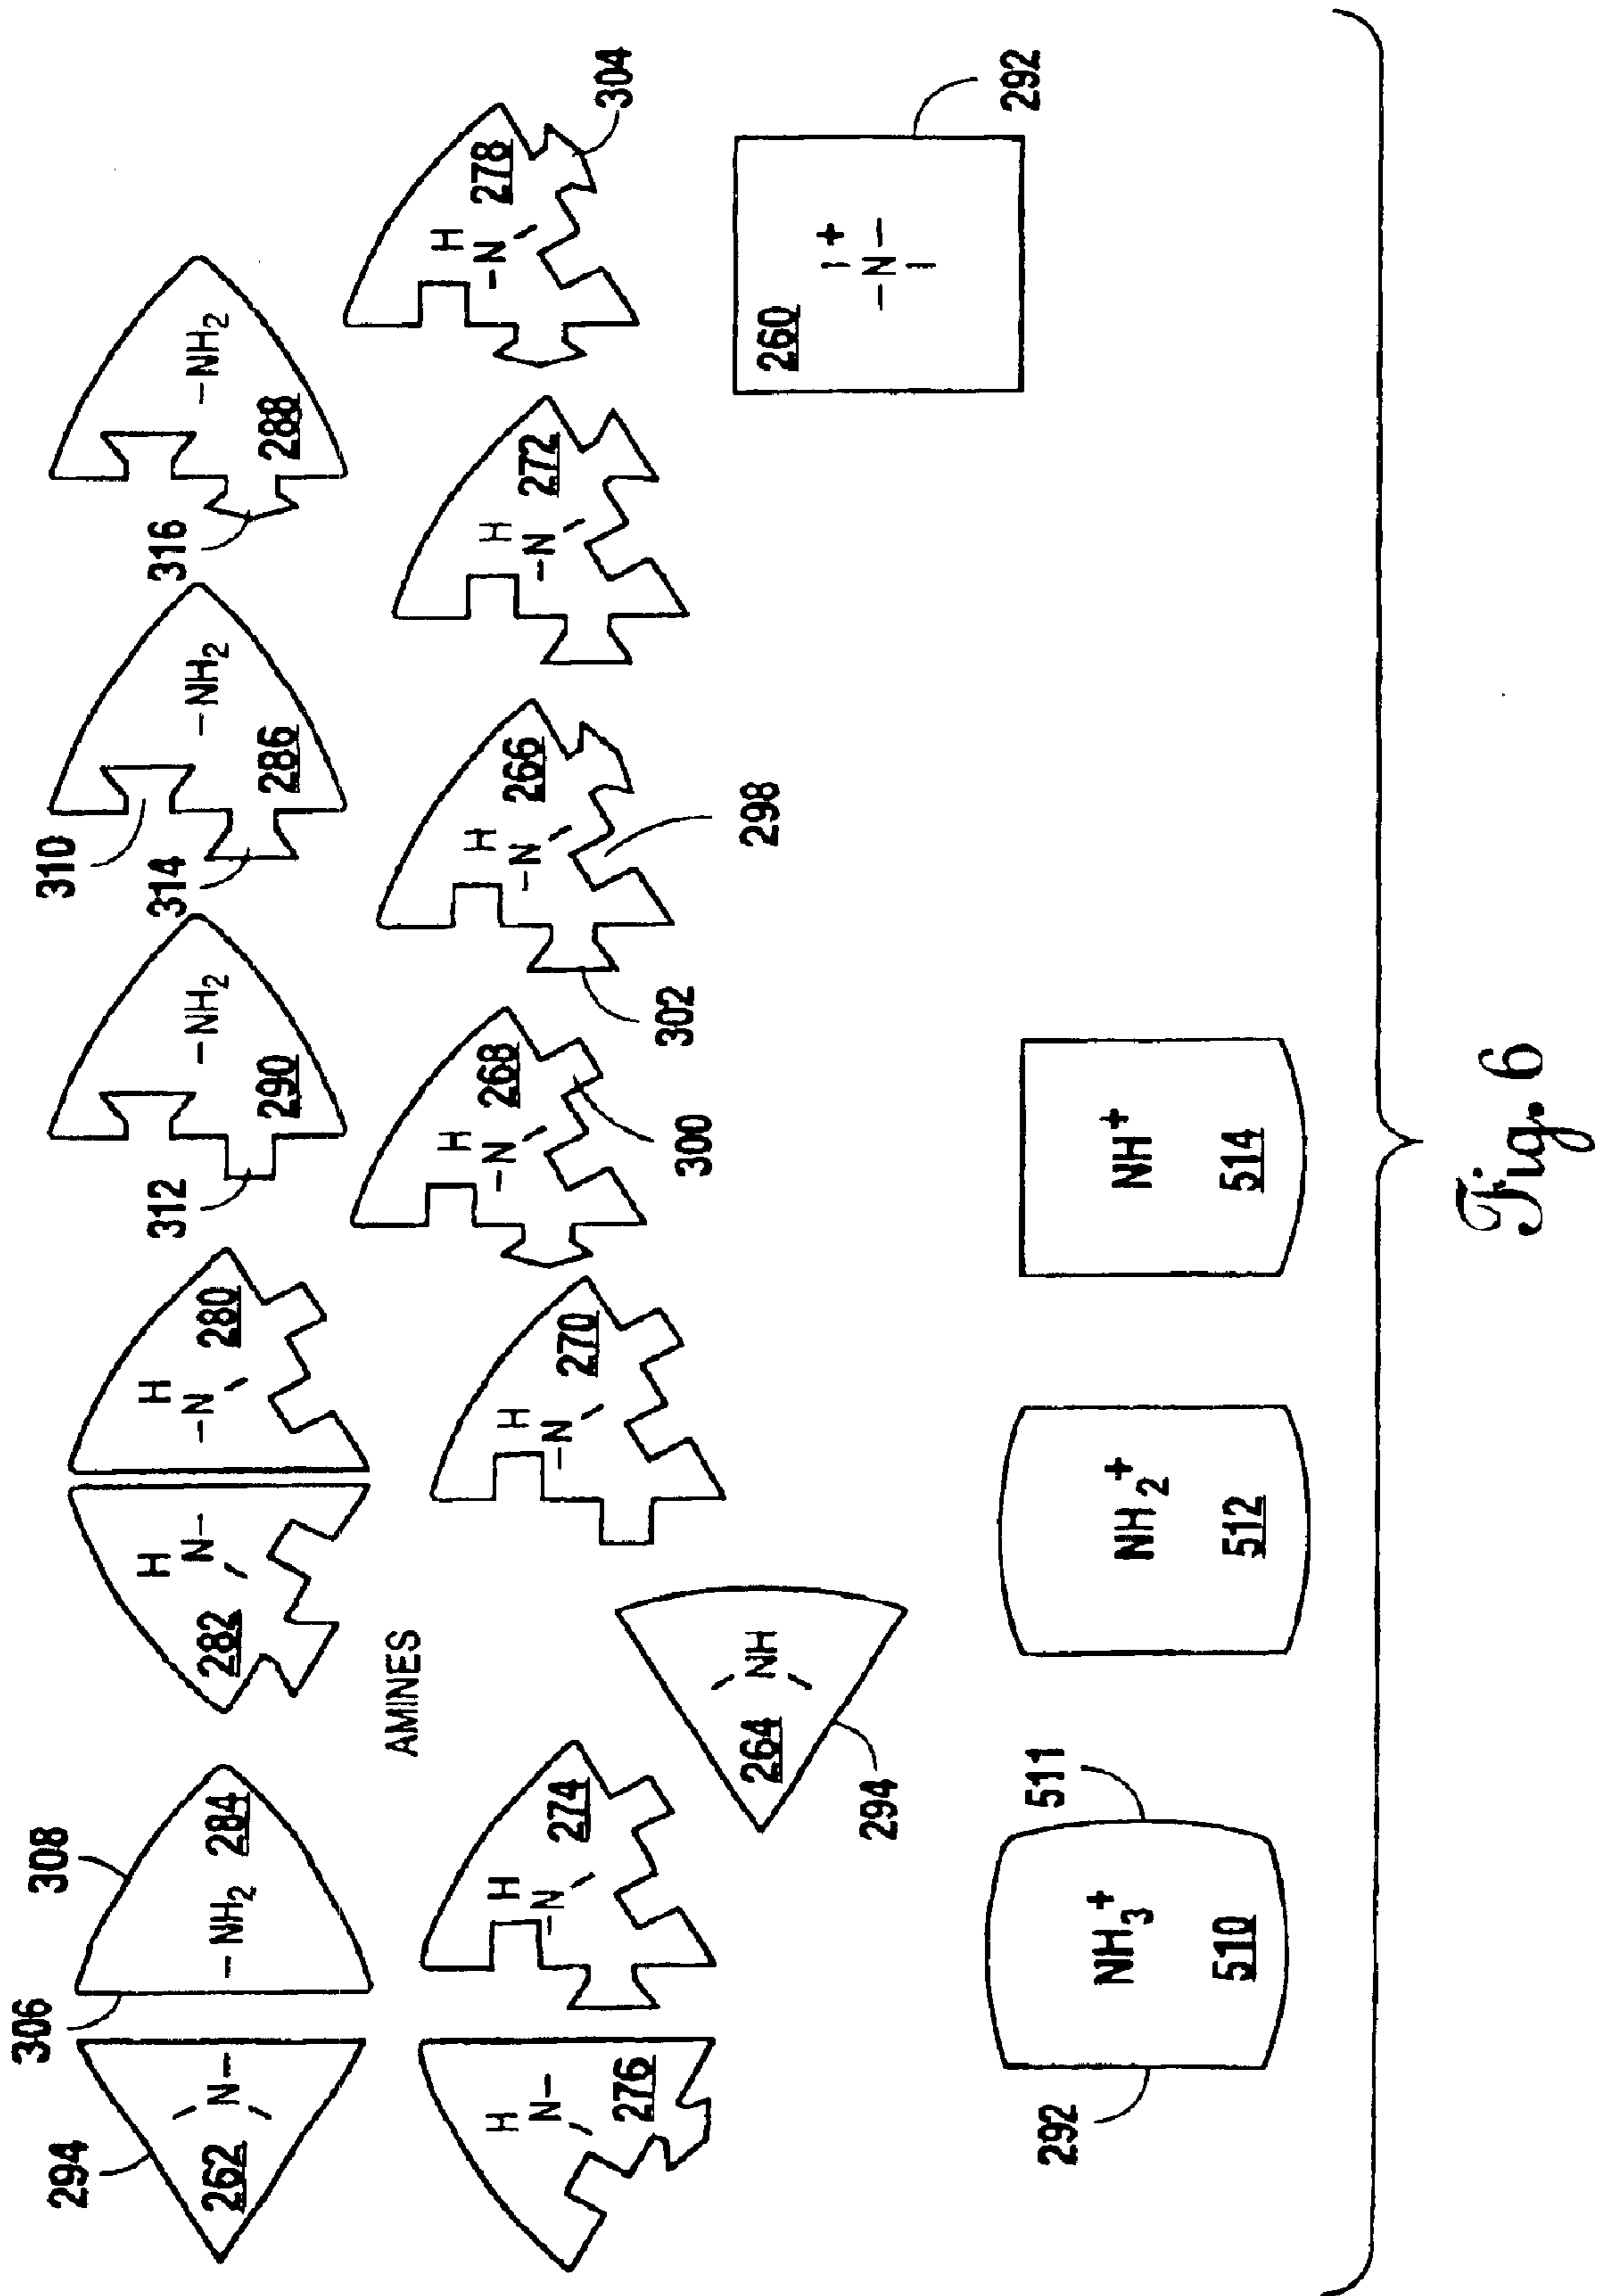 294
262
N–
306
308
–NH₂
284
H
N–
282
H
–N
280
312
–NH₂
290
310
314
–NH₂
286
316
–NH₂
288
AMINES
H
N–
276
H
–N
274
H
–N
270
H
–N
268
300
302
H
–N
266
298
H
–N
272
H
–N
278
304
264
NH
294
260
–N–
+
292
292
NH₃⁺
510
511
NH₂⁺
512
NH⁺
514
Fig. 6